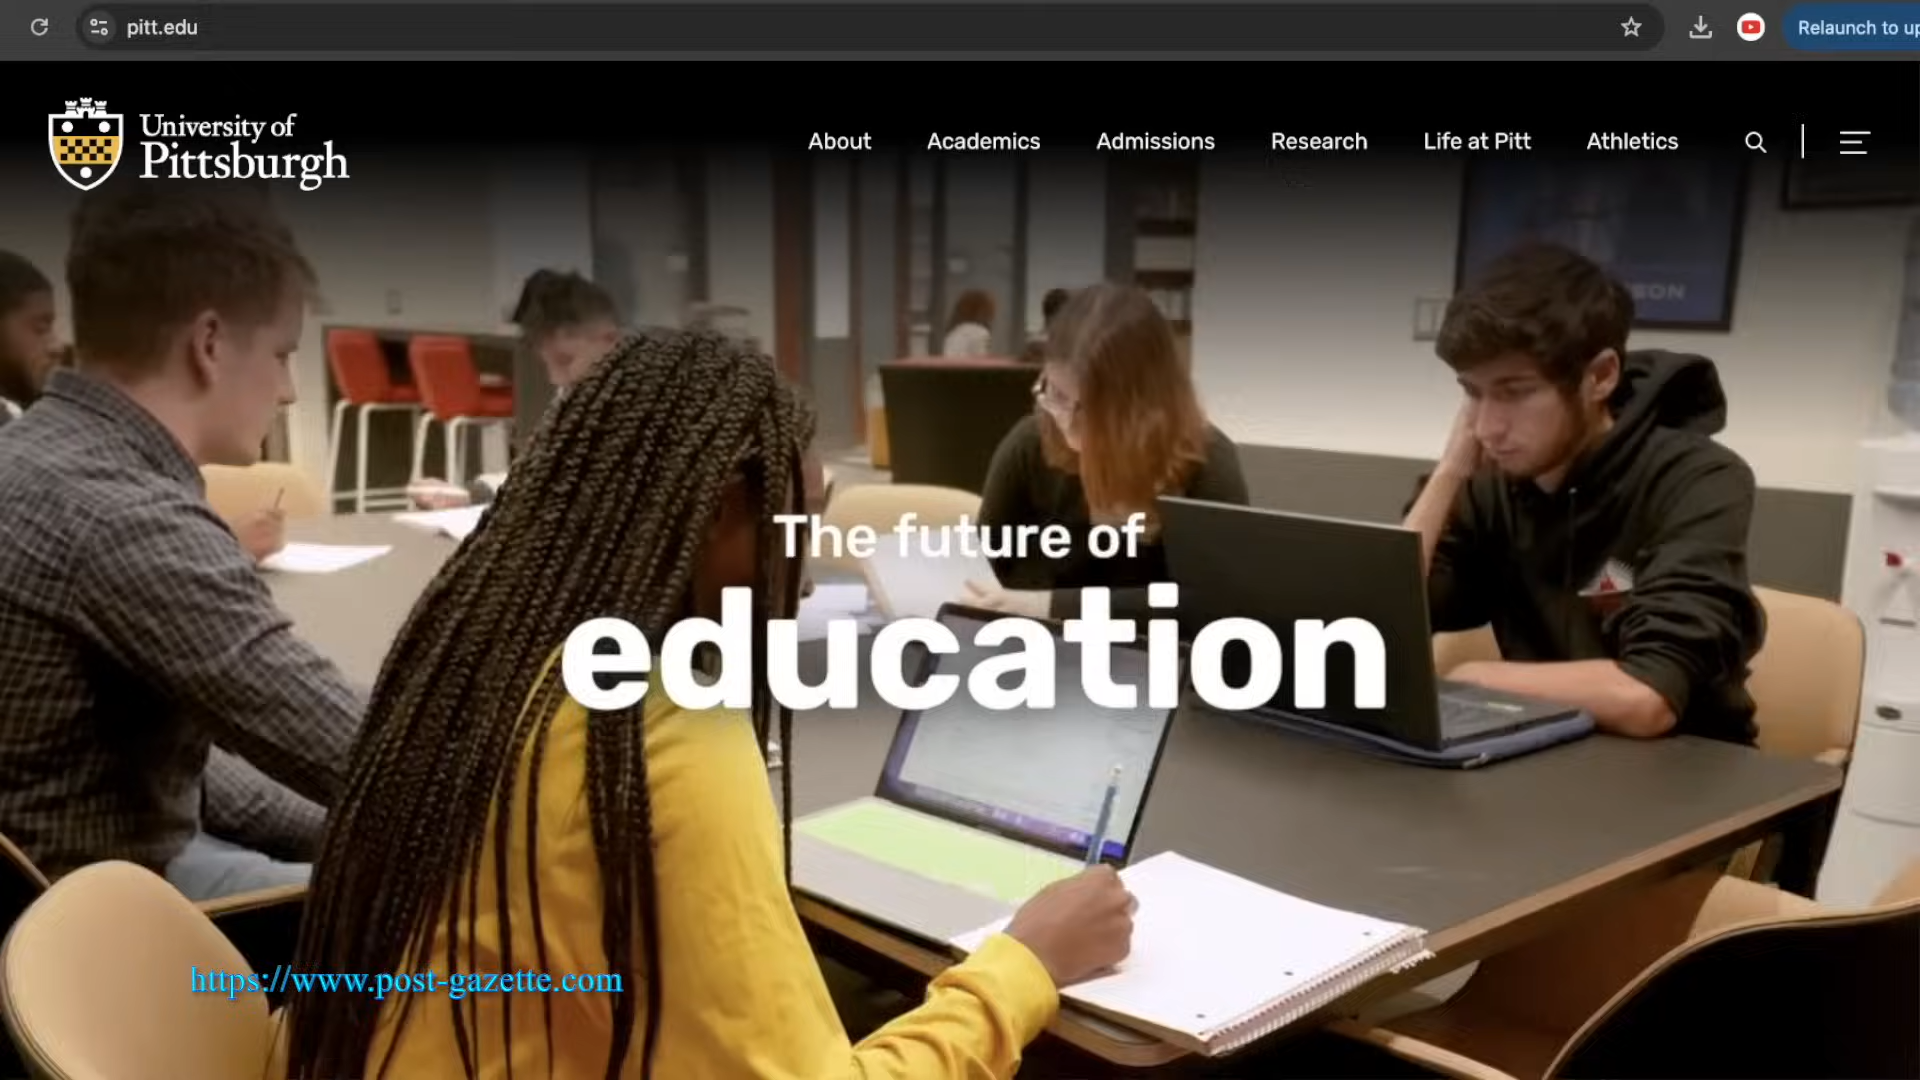 pitt.edu
Relaunch to up
University of
Pittsburgh
About Academics Admissions Research Life at Pitt Athletics
The future of
education
https://www.post-gazette.com